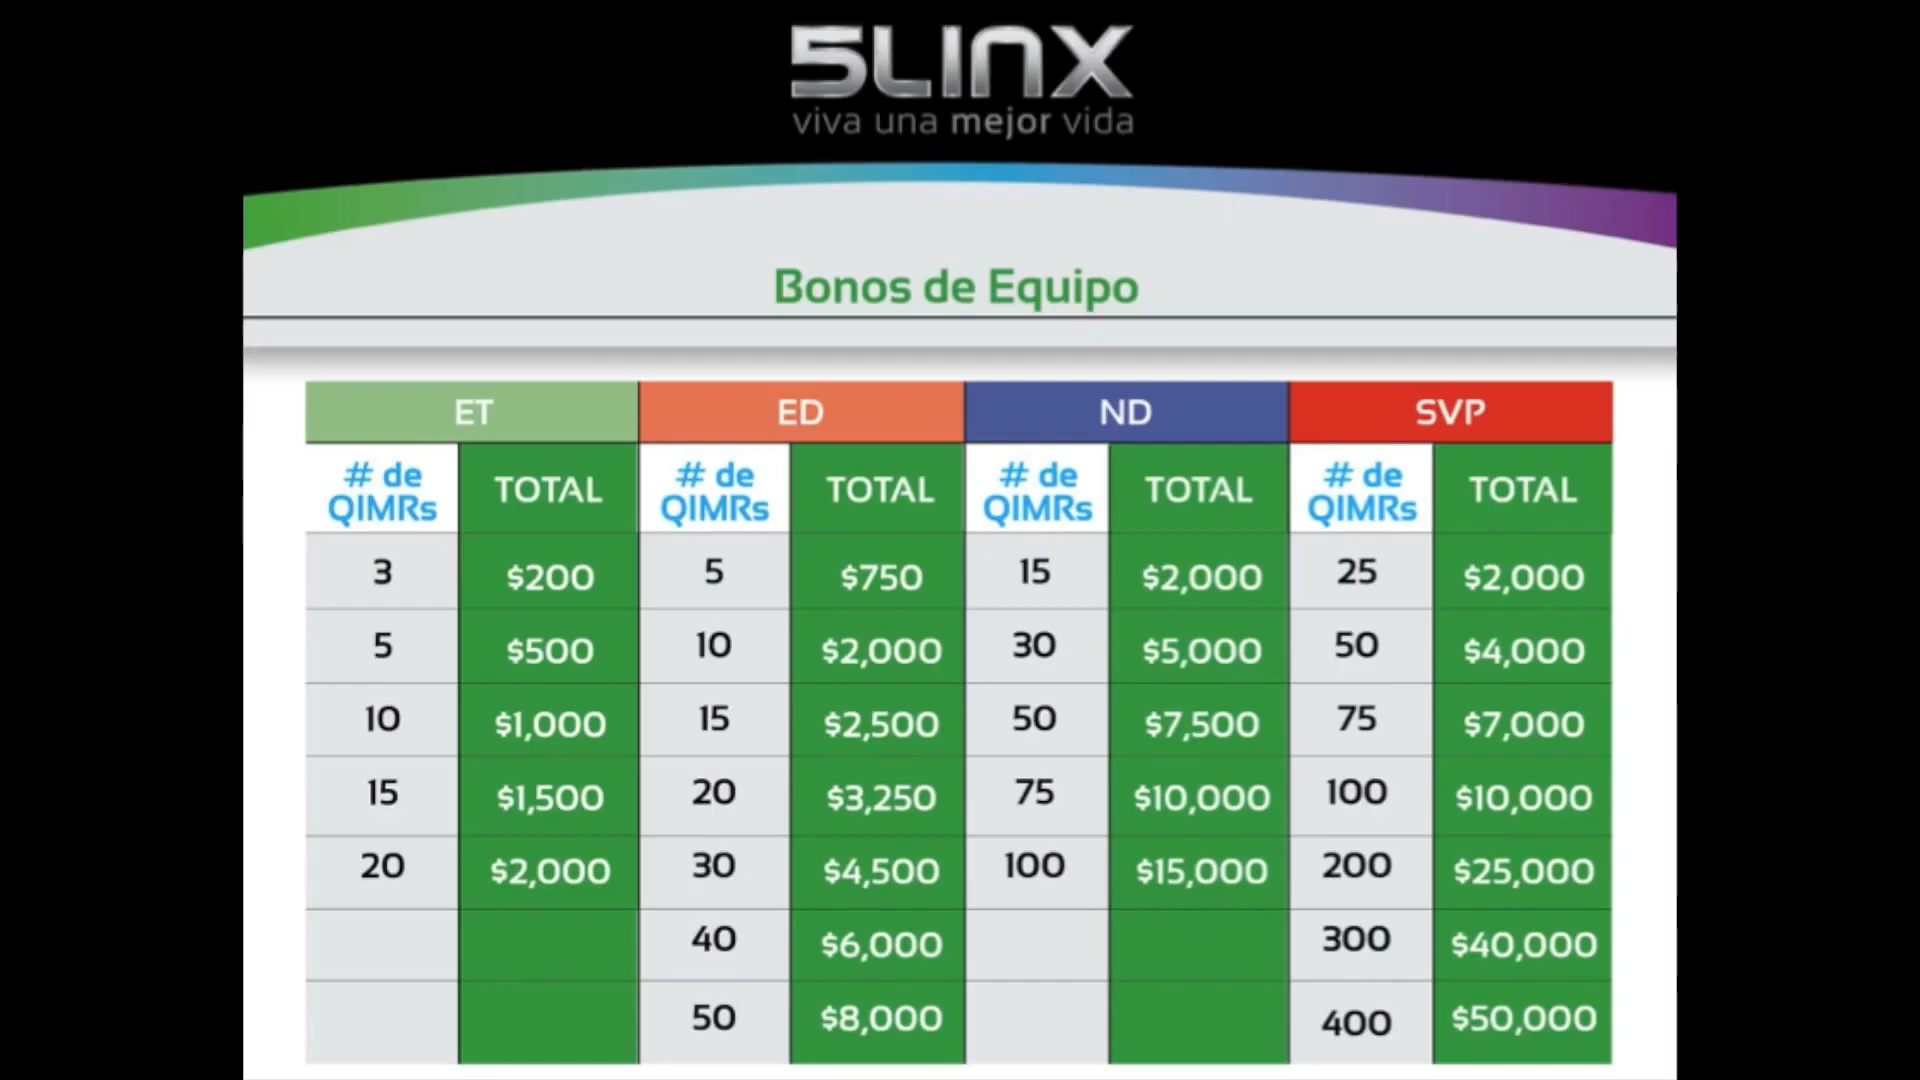 5LINX
viva una mejor vida
Bonos de Equipo
ET ED ND SVP
# de QIMRs TOTAL # de QIMRs TOTAL # de QIMRs TOTAL # de QIMRs TOTAL
3 $200 5 $750 15 $2,000 25 $2,000
5 $500 10 $2,000 30 $5,000 50 $4,000
10 $1,000 15 $2,500 50 $7,500 75 $7,000
15 $1,500 20 $3,250 75 $10,000 100 $10,000
20 $2,000 30 $4,500 100 $15,000 200 $25,000
40 $6,000 300 $40,000
50 $8,000 400 $50,000